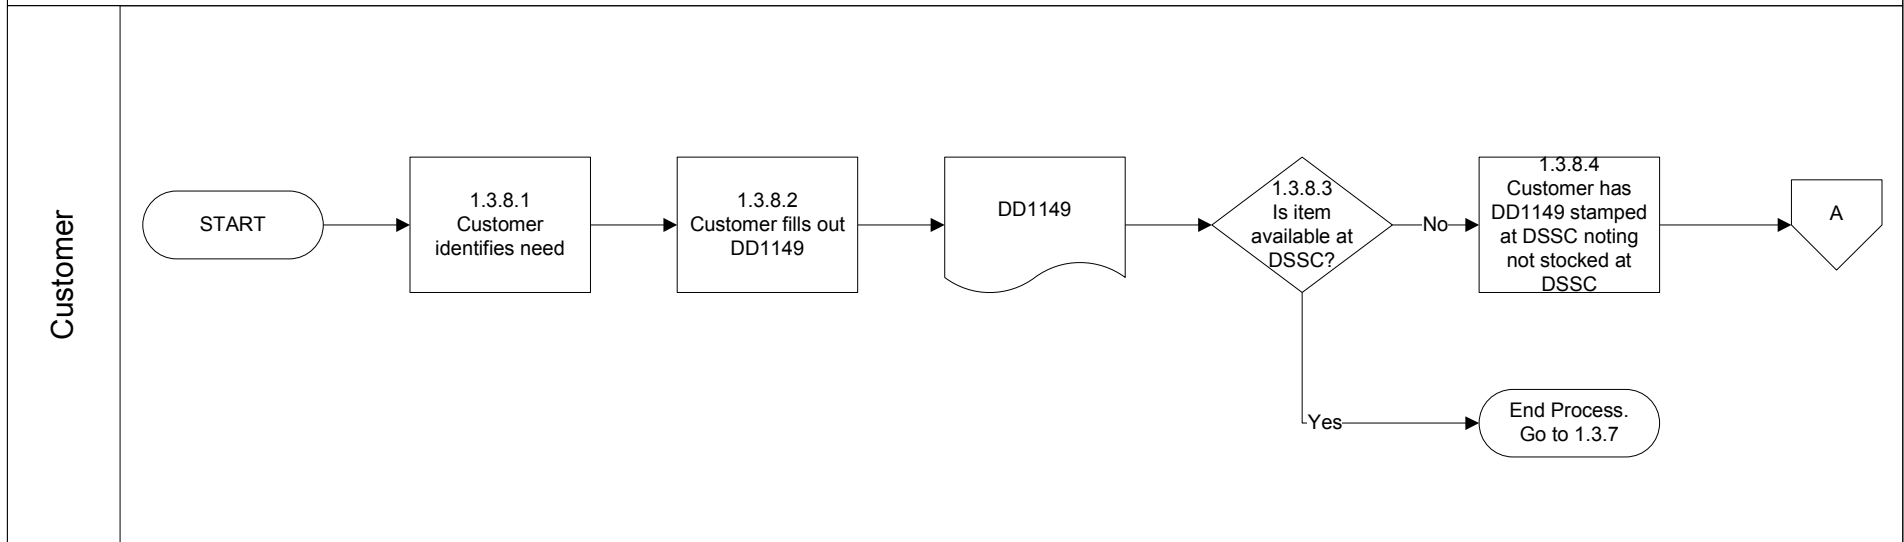 Customer
START
1.3.8.1
Customer
identifies need
1.3.8.2
Customer fills out
DD1149
DD1149
1.3.8.3
Is item
available at
DSSC?
No
1.3.8.4
Customer has
DD1149 stamped
at DSSC noting
not stocked at
DSSC
A
Yes
End Process.
Go to 1.3.7